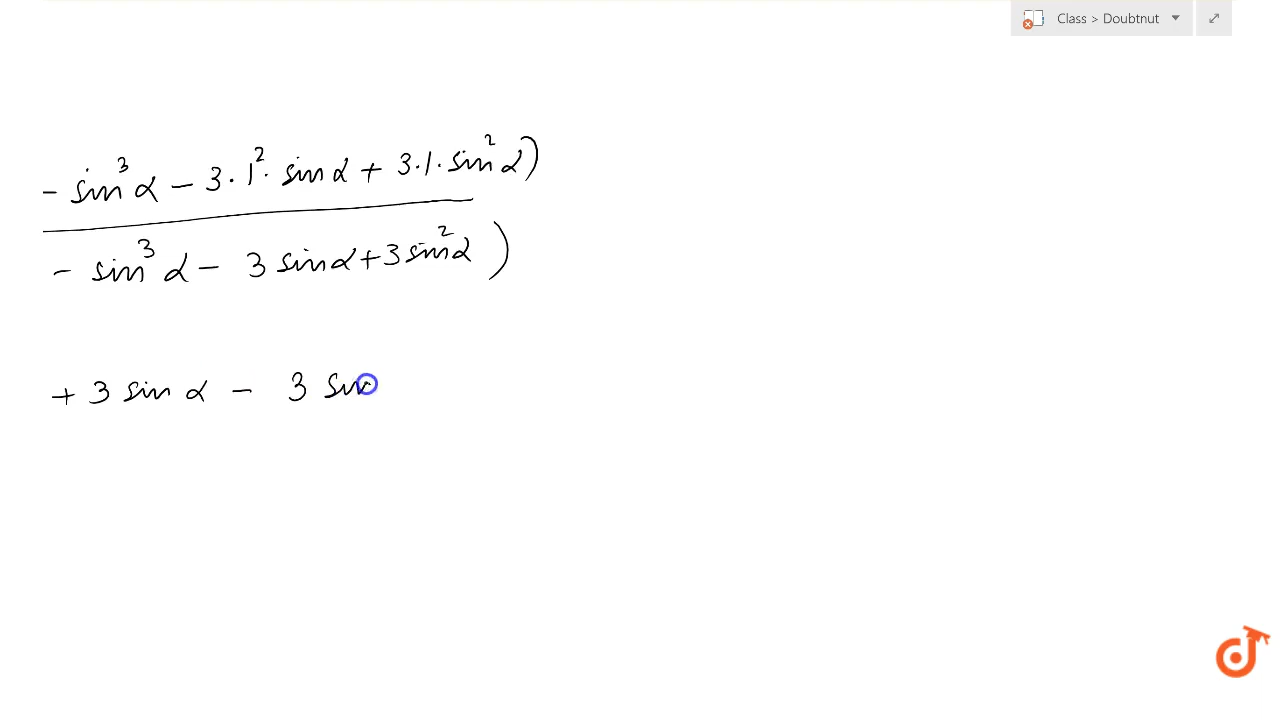 Class > Doubtnut
- sin³α - 3·1²·sinα + 3·1·sin²α)
- sin³α - 3 sinα + 3 sin²α )
+ 3 sin α - 3 sin